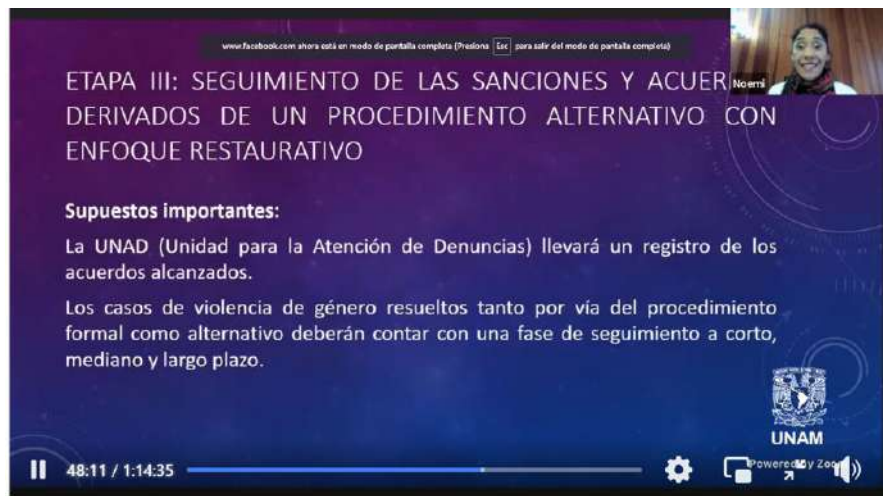 www.facebook.com ahora está en modo de pantalla completa (Presiona Esc para salir del modo de pantalla completa)
Noemi
ETAPA III: SEGUIMIENTO DE LAS SANCIONES Y ACUER
DERIVADOS DE UN PROCEDIMIENTO ALTERNATIVO CON
ENFOQUE RESTAURATIVO
Supuestos importantes:
La UNAD (Unidad para la Atención de Denuncias) llevará un registro de los
acuerdos alcanzados.
Los casos de violencia de género resueltos tanto por vía del procedimiento
formal como alternativo deberán contar con una fase de seguimiento a corto,
mediano y largo plazo.
UNAM
48:11 / 1:14:35
Powered by Zoo